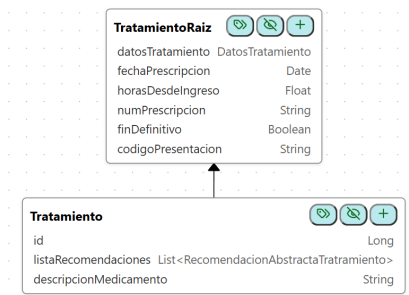 TratamientoRaiz
datosTratamiento DatosTratamiento
fechaPrescripcion Date
horasDesdeIngreso Float
numPrescripcion String
finDefinitivo Boolean
codigoPresentacion String
Tratamiento
id Long
listaRecomendaciones List<RecomendacionAbstractaTratramiento>
descripcionMedicamento String